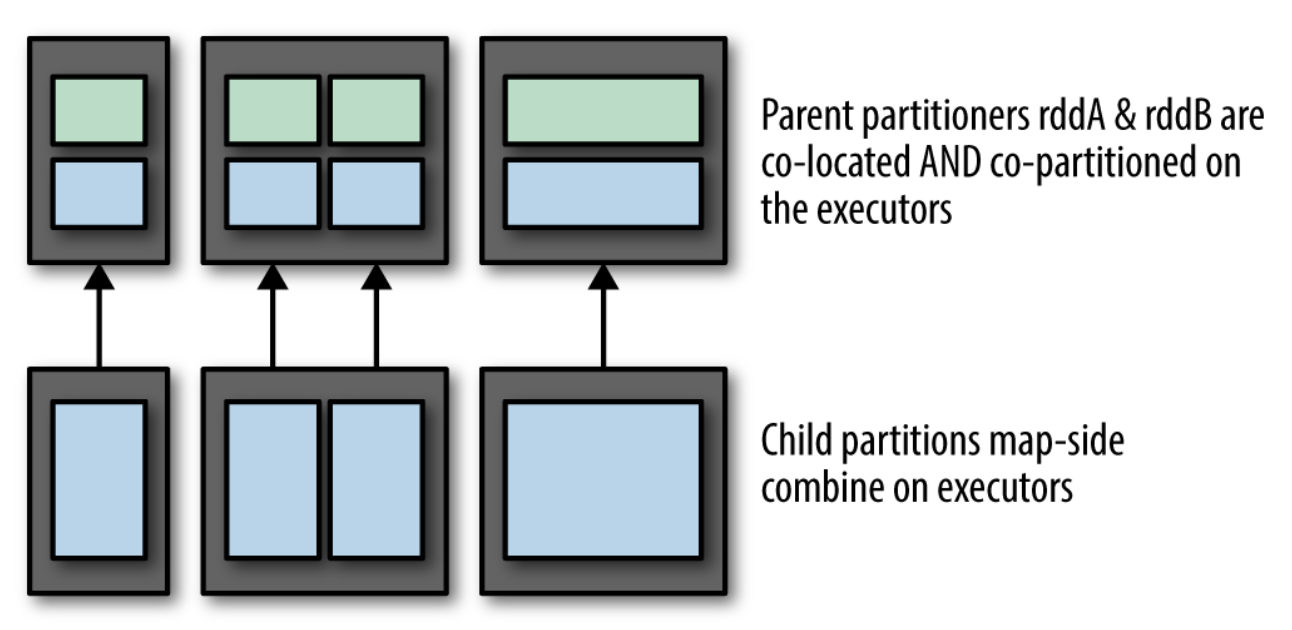 Parent partitioners rddA & rddB are
co-located AND co-partitioned on
the executors
Child partitions map-side
combine on executors